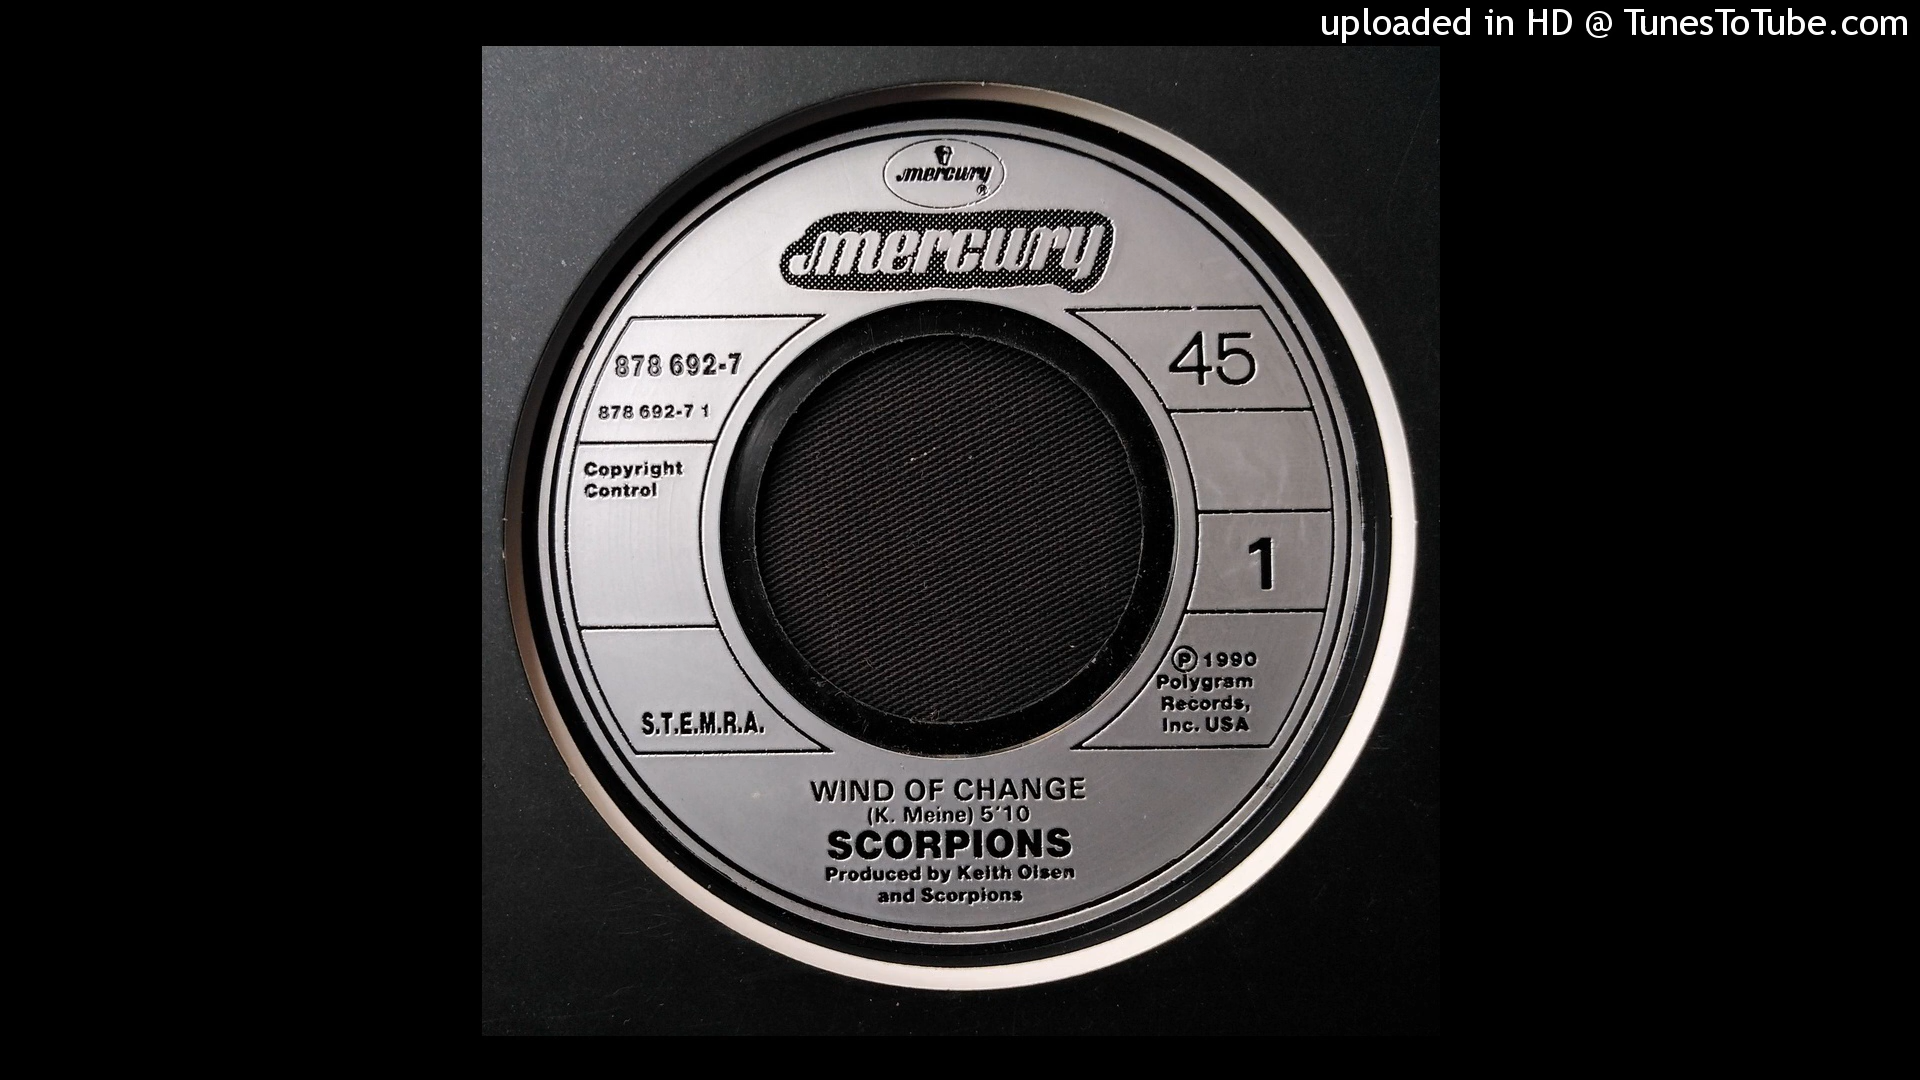 uploaded in HD @ TunesToTube.com
mercury
®
mercury
878 692-7
878 692-7 1
Copyright
Control
S.T.E.M.R.A.
45
1
℗ 1990
Polygram
Records,
Inc. USA
WIND OF CHANGE
(K. Meine) 5'10
SCORPIONS
Produced by Keith Olsen
and Scorpions